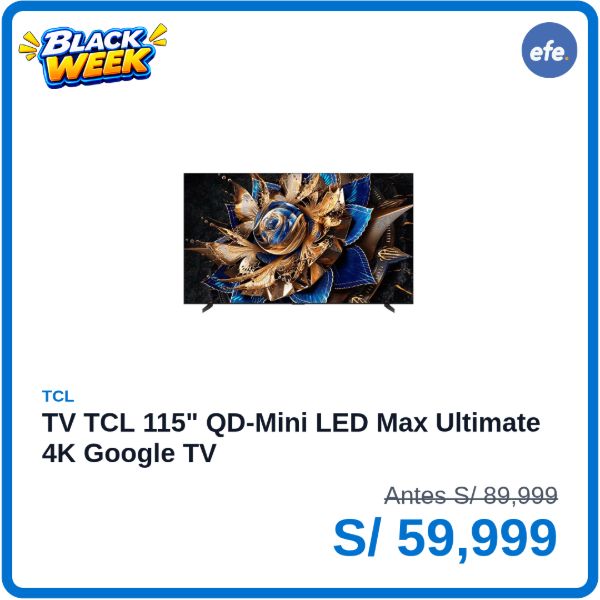 BLACK
WEEK
efe.
TCL
TV TCL 115" QD-Mini LED Max Ultimate
4K Google TV
Antes S/ 89,999
S/ 59,999